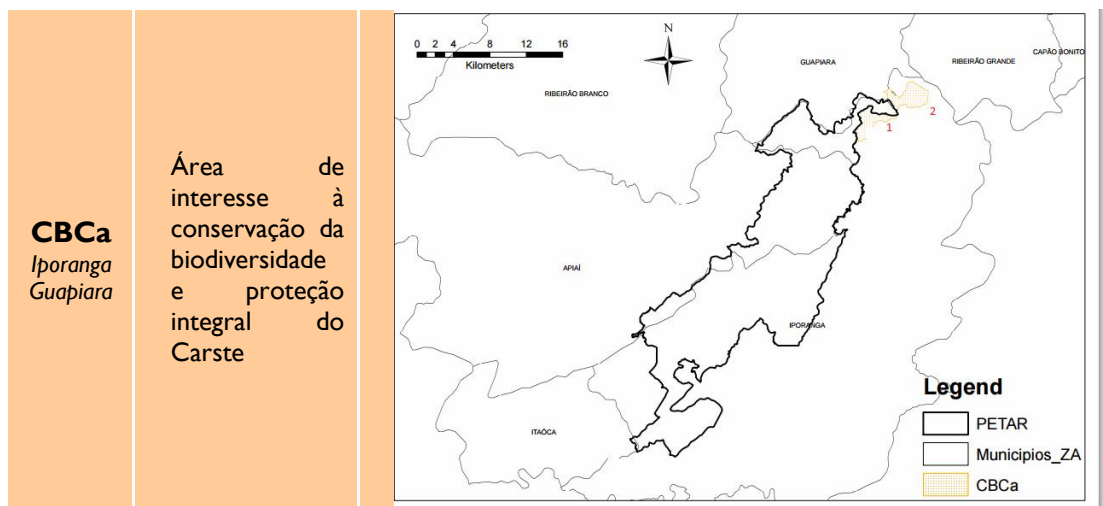 CBCa
Iporanga
Guapiara
Área de
interesse à
conservação da
biodiversidade
e proteção
integral do
Carste
0 2 4 8 12 16
Kilometers
N
CAPÃO BONITO
GUAPIARA
RIBEIRÃO GRANDE
RIBEIRÃO BRANCO
2
1
APIAÍ
IPORANGA
ITAÓCA
Legend
PETAR
Municipios_ZA
CBCa